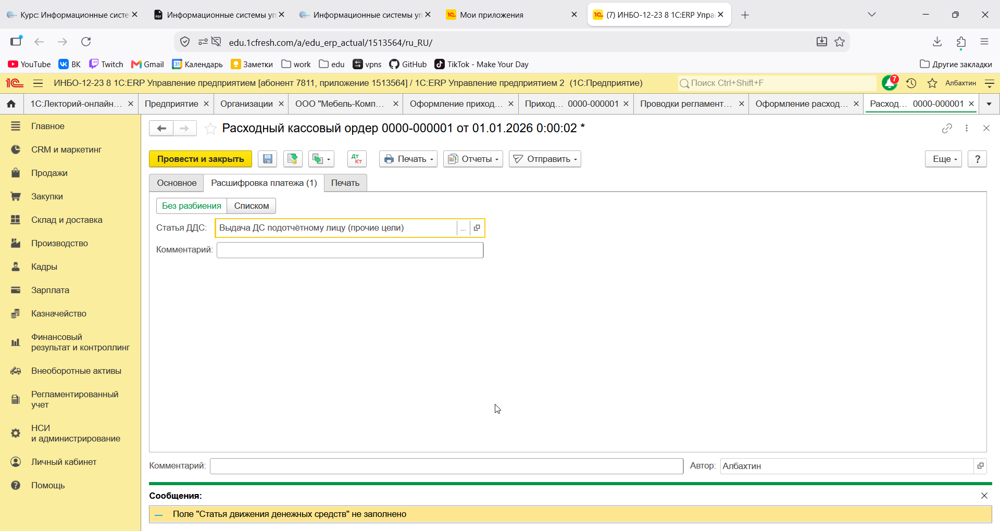 Курс: Информационные систе
Информационные системы уп
Информационные системы уп
Мои приложения
(7) ИНБО-12-23 8 1С:ERP Упра
edu.1cfresh.com/a/edu_erp_actual/1513564/ru_RU/
YouTube
ВК
Twitch
Gmail
31 Календарь
Заметки
work
edu
vpns
GitHub
TikTok - Make Your Day
Другие закладки
ИНБО-12-23 8 1С:ERP Управление предприятием [абонент 7811, приложение 1513564] / 1С:ERP Управление предприятием 2 (1С:Предприятие)
Поиск Ctrl+Shift+F
7
Албахтин
1С:Лекторий-онлайн...
Предприятие
Организации
ООО "Мебель-Комп...
Оформление приход...
Приход... 0000-000001
Проводки регламент...
Оформление расход...
Расход... 0000-000001
Главное
CRM и маркетинг
Продажи
Закупки
Склад и доставка
Производство
Кадры
Зарплата
Казначейство
Финансовый
результат и контроллинг
Внеоборотные активы
Регламентированный
учет
НСИ
и администрирование
Личный кабинет
Помощь
Расходный кассовый ордер 0000-000001 от 01.01.2026 0:00:02 *
Провести и закрыть
Дт
Кт
Печать
Отчеты
Отправить
Еще
?
Основное
Расшифровка платежа (1)
Печать
Без разбиения
Списком
Статья ДДС:
Выдача ДС подотчётному лицу (прочие цели)
...
Комментарий:
Комментарий:
Автор:
Албахтин
Сообщения:
Поле "Статья движения денежных средств" не заполнено